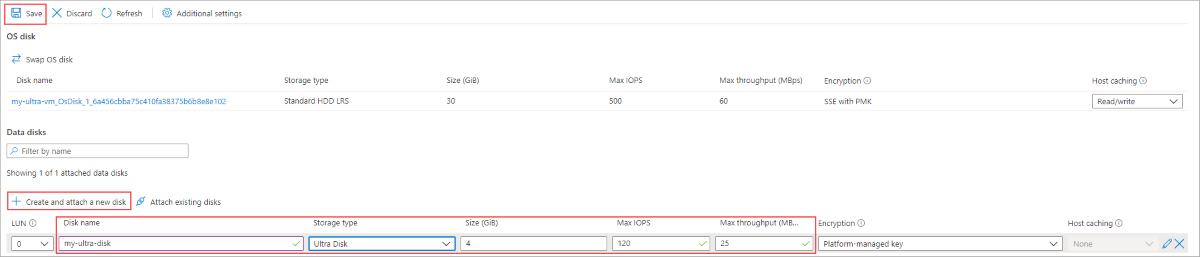 Save Discard Refresh Additional settings
OS disk
Swap OS disk
Disk name Storage type Size (GiB) Max IOPS Max throughput (MBps) Encryption Host caching
my-ultra-vm_OsDisk_1_6a456cbba75c410fa38375b6b8e8e102 Standard HDD LRS 30 500 60 SSE with PMK Read/write
Data disks
Filter by name
Showing 1 of 1 attached data disks
Create and attach a new disk Attach existing disks
LUN Disk name Storage type Size (GiB) Max IOPS Max throughput (MB... Encryption Host caching
0 my-ultra-disk Ultra Disk 4 120 25 Platform-managed key None